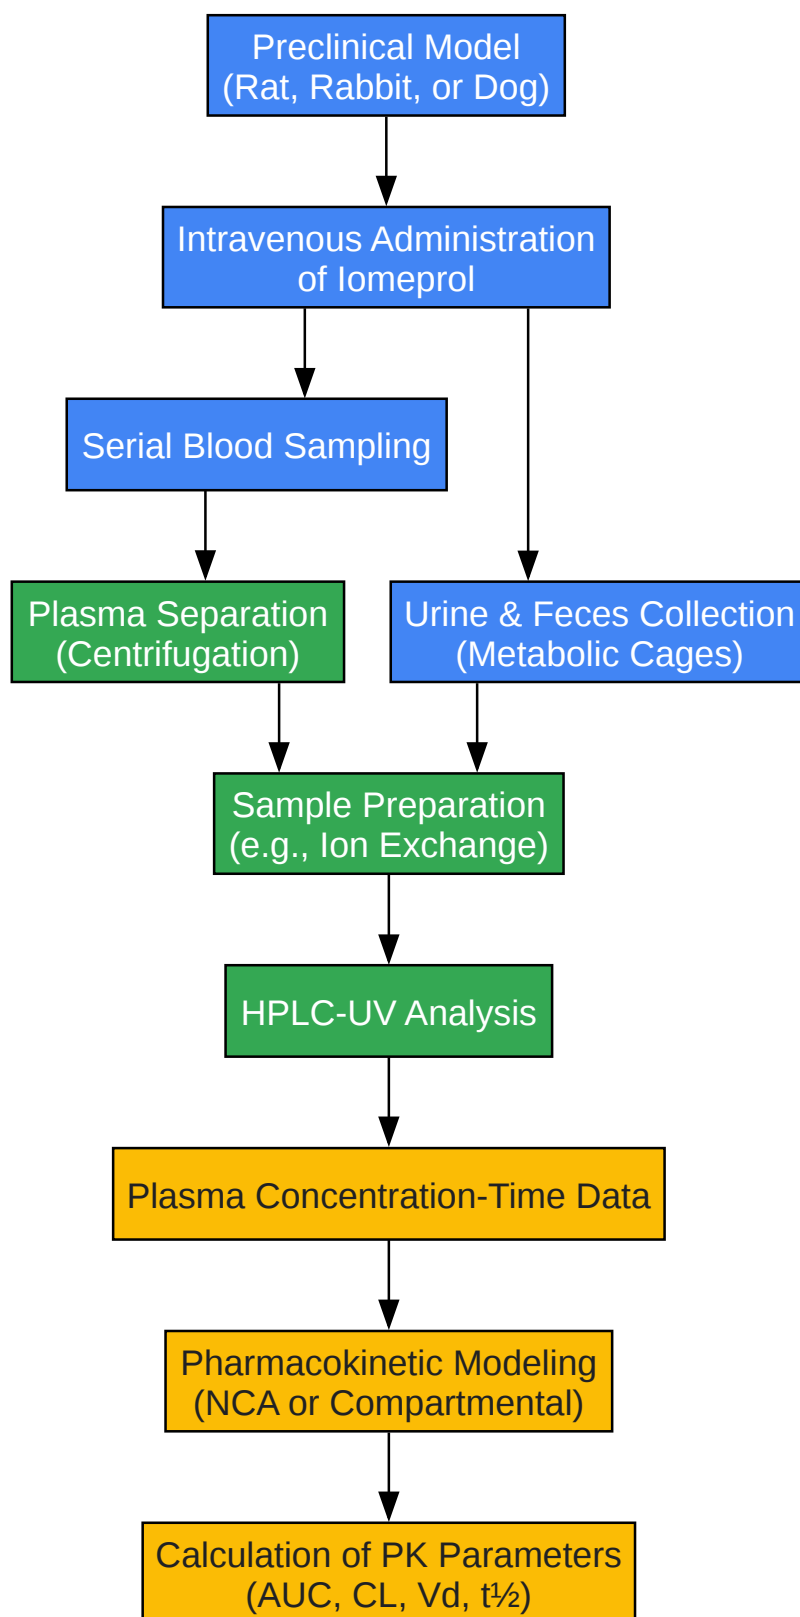 Preclinical Model
(Rat, Rabbit, or Dog)
Intravenous Administration
of Iomeprol
Serial Blood Sampling
Plasma Separation
(Centrifugation)
Urine & Feces Collection
(Metabolic Cages)
Sample Preparation
(e.g., Ion Exchange)
HPLC-UV Analysis
Plasma Concentration-Time Data
Pharmacokinetic Modeling
(NCA or Compartmental)
Calculation of PK Parameters
(AUC, CL, Vd, t½)